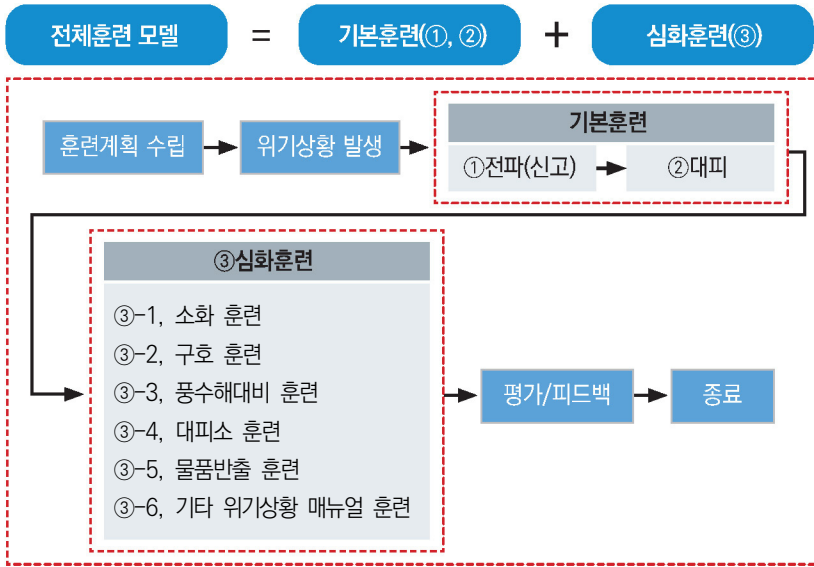 전체훈련 모델 = 기본훈련(①, ②) + 심화훈련(③)
훈련계획 수립
위기상황 발생
기본훈련
①전파(신고)
②대피
③심화훈련
③-1, 소화 훈련
③-2, 구호 훈련
③-3, 풍수해대비 훈련
③-4, 대피소 훈련
③-5, 물품반출 훈련
③-6, 기타 위기상황 매뉴얼 훈련
평가/피드백
종료